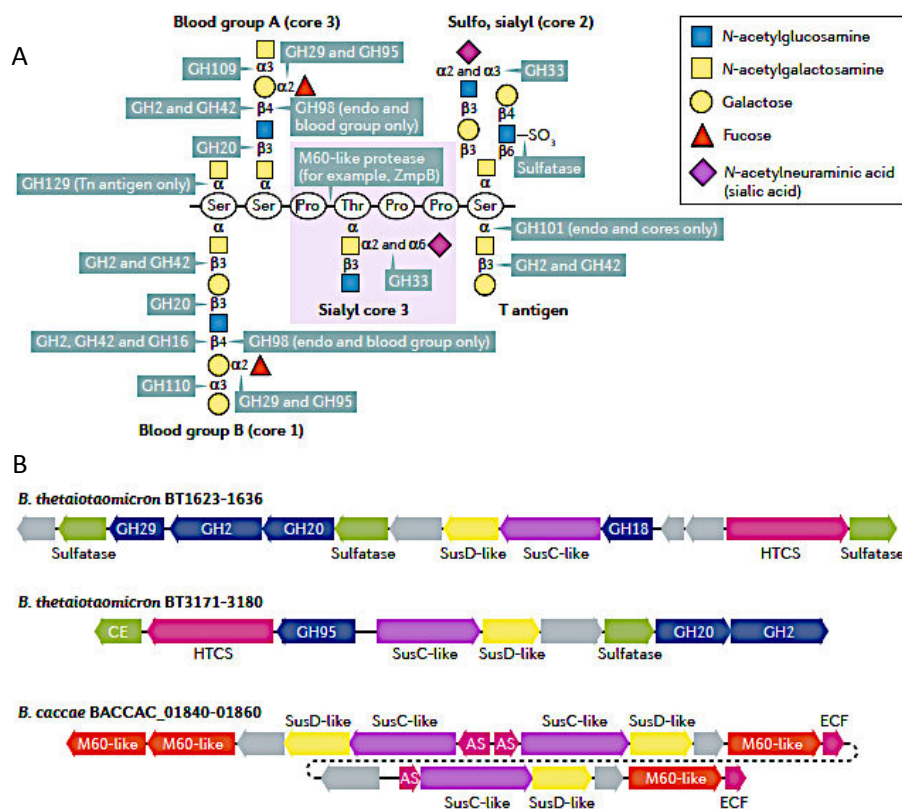 A
Blood group A (core 3)
Sulfo, sialyl (core 2)
α3
GH109
GH29 and GH95
α2
β4
GH2 and GH42
GH98 (endo and
blood group only)
GH20
β3
M60-like protease
(for example, ZmpB)
α2 and α3
GH33
β3
β4
β3
β6
SO3
Sulfatase
GH129 (Tn antigen only)
α
α
α
Ser
Ser
Pro
Thr
Pro
Pro
Ser
α
α
α
GH101 (endo and cores only)
GH2 and GH42
β3
β3
α2 and α6
GH33
β3
GH2 and GH42
GH20
β3
Sialyl core 3
T antigen
GH2, GH42 and GH16
β4
GH98 (endo and blood group only)
α2
GH110
α3
GH29 and GH95
Blood group B (core 1)
N-acetylglucosamine
N-acetylgalactosamine
Galactose
Fucose
N-acetylneuraminic acid
(sialic acid)
B
B. thetaiotaomicron BT1623-1636
GH29
GH2
GH20
GH18
Sulfatase
Sulfatase
SusD-like
SusC-like
HTCS
Sulfatase
B. thetaiotaomicron BT3171-3180
CE
GH95
GH20
GH2
HTCS
SusC-like
SusD-like
Sulfatase
B. caccae BACCAC_01840-01860
SusD-like
SusC-like
SusC-like
SusD-like
ECF
M60-like
M60-like
AS
AS
M60-like
AS
M60-like
SusC-like
SusD-like
ECF